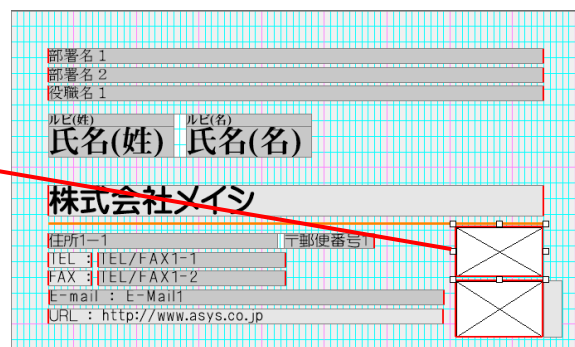 部署名1
部署名2
役職名1
ルビ(姓) ルビ(名)
氏名(姓) 氏名(名)
株式会社メイシ
住所1ー1 〒郵便番号1
TEL : TEL/FAX1-1
FAX : TEL/FAX1-2
E-mail : E-Mail1
URL : http://www.asys.co.jp